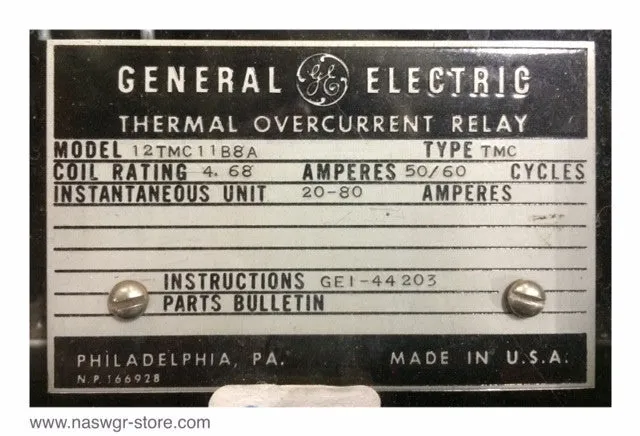 GENERAL GE ELECTRIC
THERMAL OVERCURRENT RELAY
MODEL 12TMC11B8A TYPE TMC
COIL RATING 4.68 AMPERES 50/60 CYCLES
INSTANTANEOUS UNIT 20-80 AMPERES
INSTRUCTIONS GEI-44203
PARTS BULLETIN
PHILADELPHIA, PA. MADE IN U.S.A.
N.P. 166928
www.naswgr-store.com